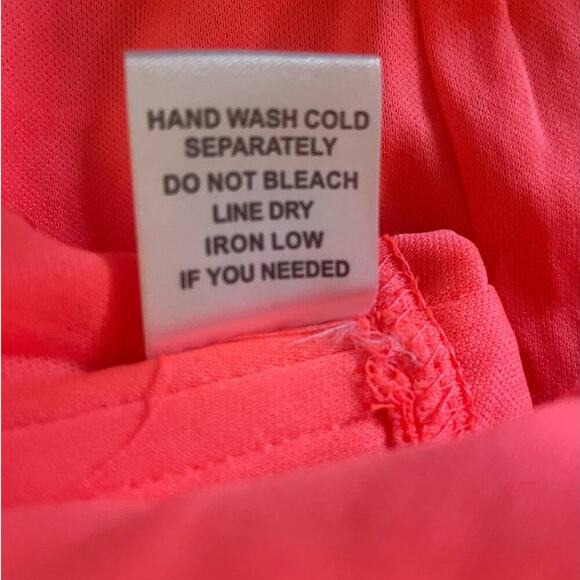 HAND WASH COLD
SEPARATELY
DO NOT BLEACH
LINE DRY
IRON LOW
IF YOU NEEDED